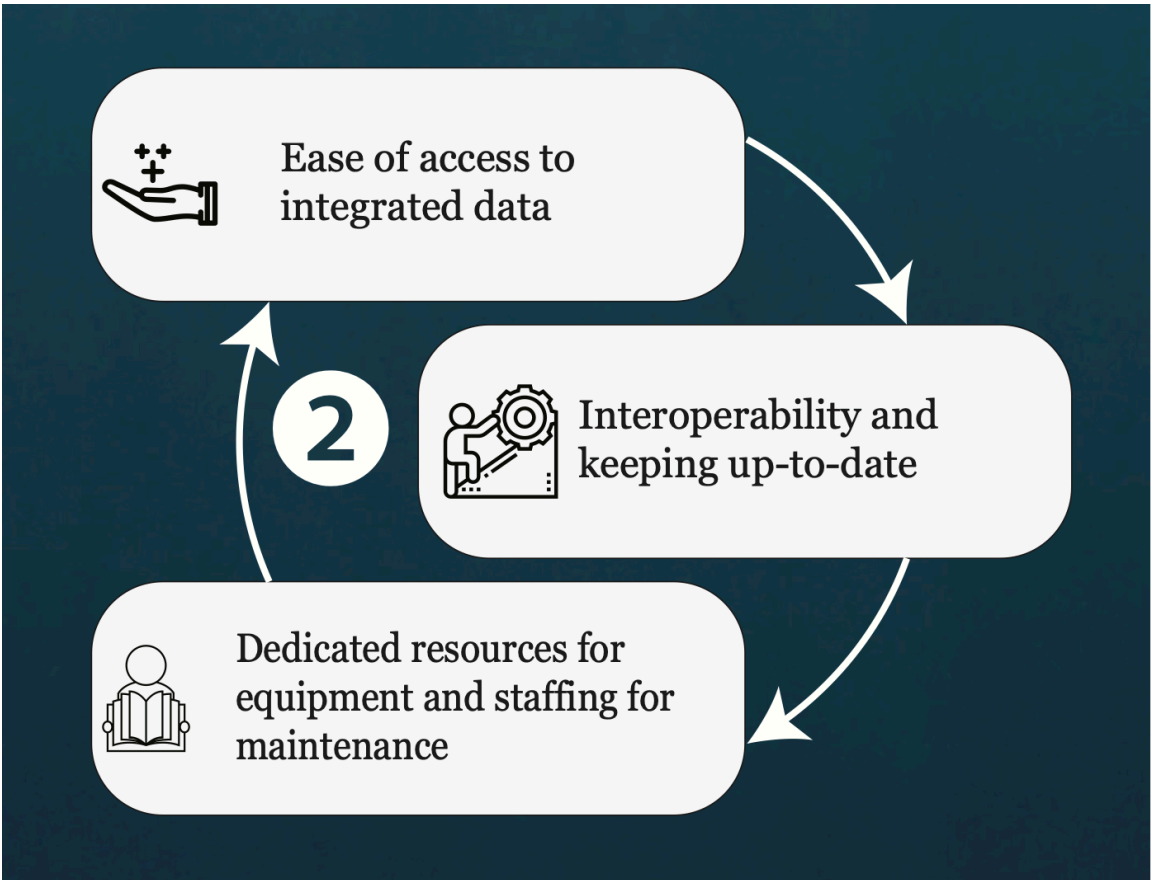 Ease of access to
integrated data
2
Interoperability and
keeping up-to-date
Dedicated resources for
equipment and staffing for
maintenance